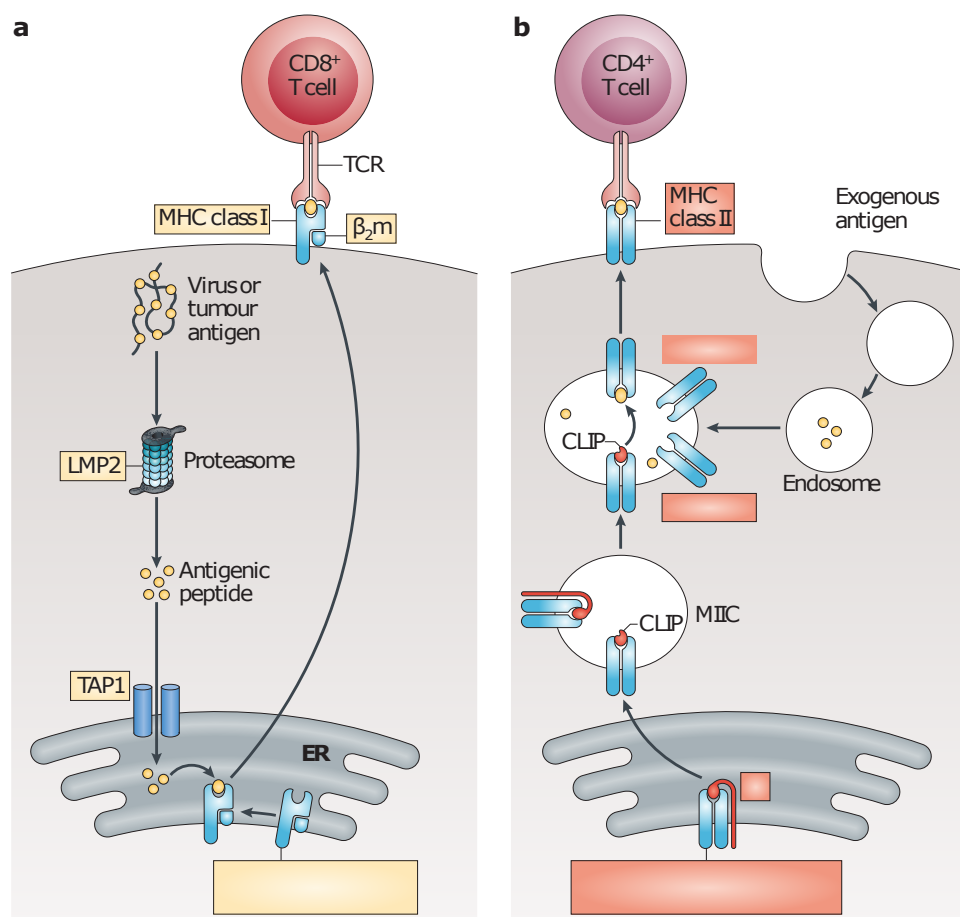 a
CD8⁺
T cell
TCR
MHC class I
β₂m
Virus or
tumour
antigen
LMP2
Proteasome
Antigenic
peptide
TAP1
ER
b
CD4⁺
T cell
MHC
class II
Exogenous
antigen
CLIP
Endosome
CLIP
MIIC